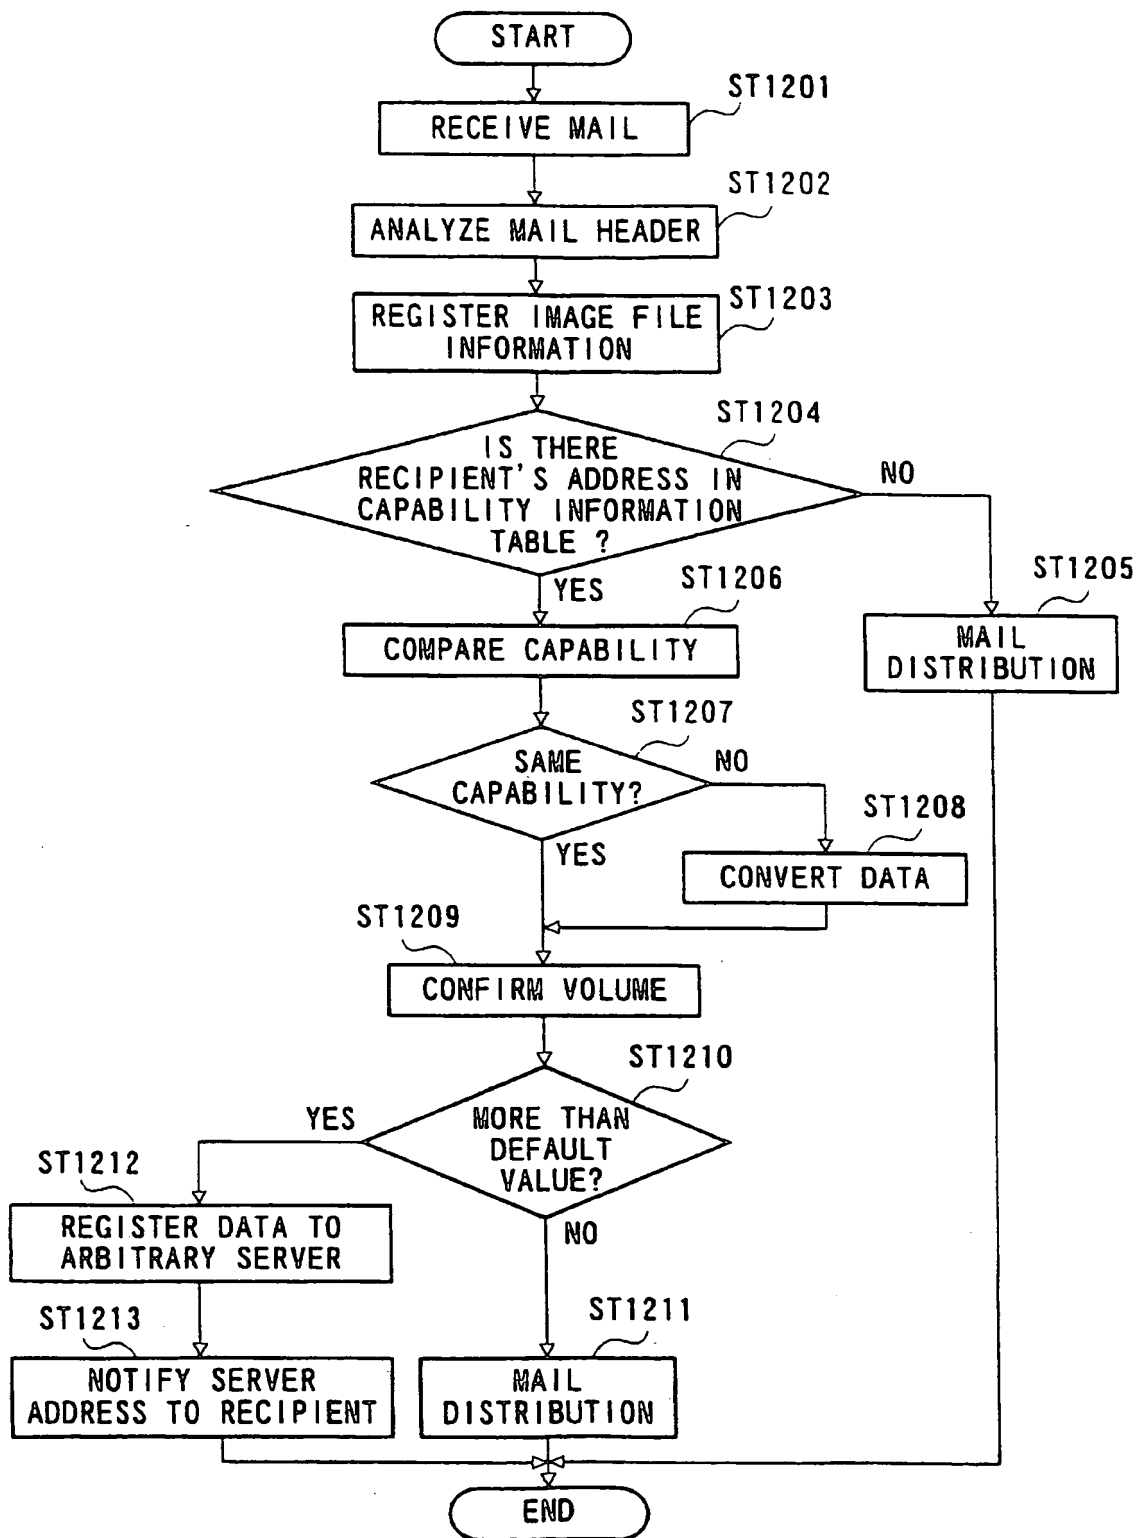 START
ST1201
RECEIVE MAIL
ST1202
ANALYZE MAIL HEADER
ST1203
REGISTER IMAGE FILE
INFORMATION
ST1204
IS THERE
RECIPIENT'S ADDRESS IN
CAPABILITY INFORMATION
TABLE ?
NO
YES
ST1205
MAIL
DISTRIBUTION
ST1206
COMPARE CAPABILITY
ST1207
SAME
CAPABILITY?
NO
YES
ST1208
CONVERT DATA
ST1209
CONFIRM VOLUME
ST1210
MORE THAN
DEFAULT
VALUE?
YES
NO
ST1212
REGISTER DATA TO
ARBITRARY SERVER
ST1213
NOTIFY SERVER
ADDRESS TO RECIPIENT
ST1211
MAIL
DISTRIBUTION
END